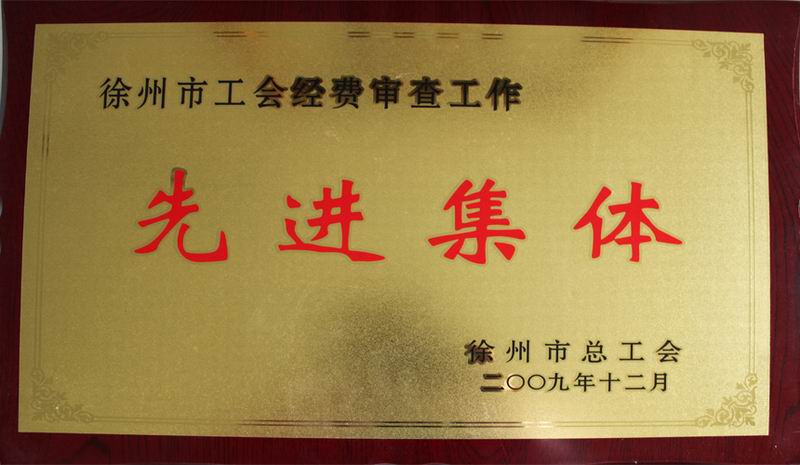 徐州市工会经费审查工作
先进集体
徐州市总工会
二〇〇九年十二月